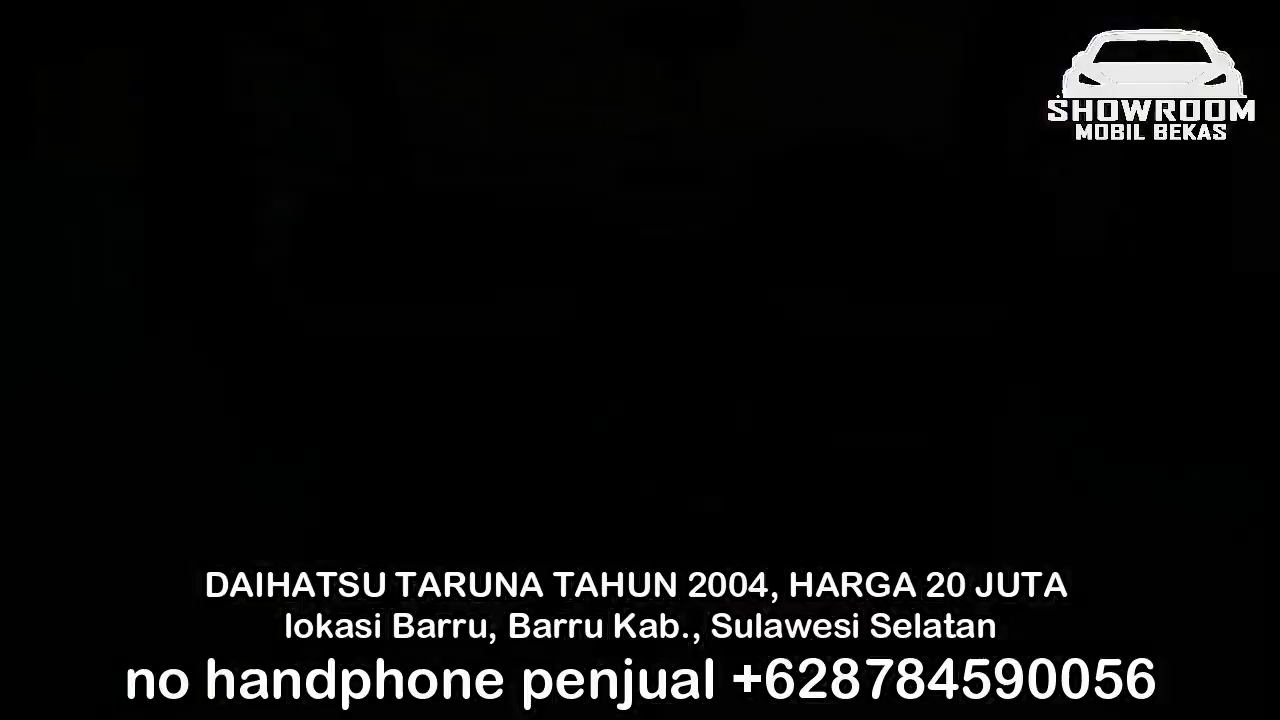 SHOWROOM
MOBIL BEKAS
DAIHATSU TARUNA TAHUN 2004, HARGA 20 JUTA
lokasi Barru, Barru Kab., Sulawesi Selatan
no handphone penjual +628784590056